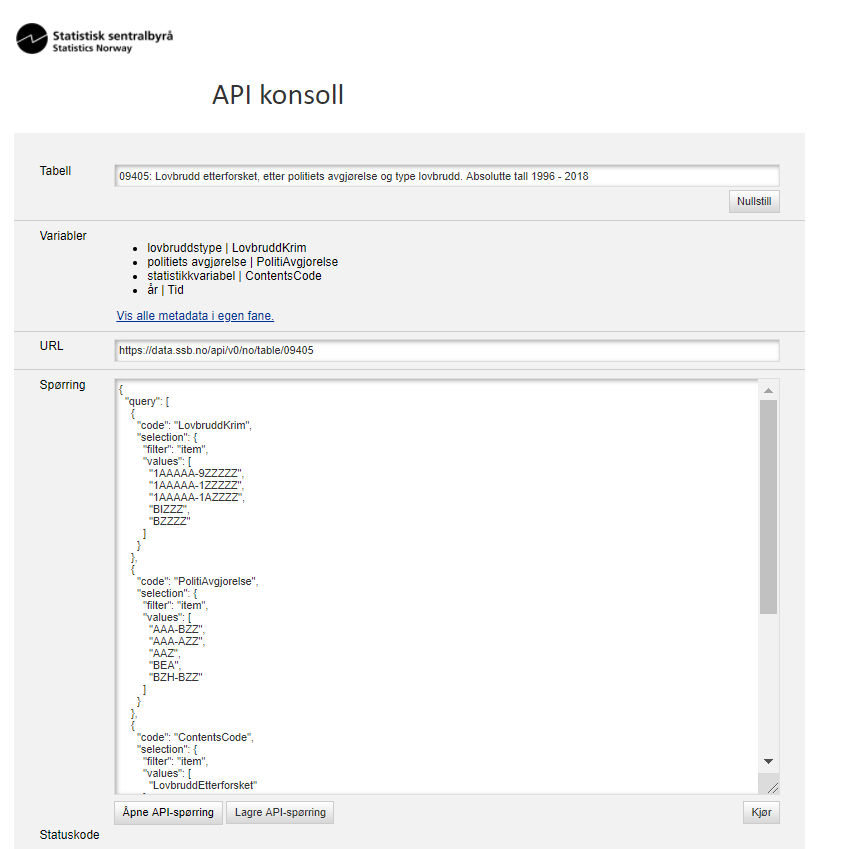 Statistisk sentralbyrå
Statistics Norway
API konsoll
Tabell
09405: Lovbrudd etterforsket, etter politiets avgjørelse og type lovbrudd. Absolutte tall 1996 - 2018
Nullstill
Variabler
lovbruddstype | LovbruddKrim
politiets avgjørelse | PolitiAvgjorelse
statistikkvariabel | ContentsCode
år | Tid
Vis alle metadata i egen fane.
URL
https://data.ssb.no/api/v0/no/table/09405
Spørring
{
"query": [
{
"code": "LovbruddKrim",
"selection": {
"filter": "item",
"values": [
"1AAAAA-9ZZZZZ",
"1AAAAA-1ZZZZZ",
"1AAAAA-1AZZZZ",
"BIZZZ",
"BZZZZ"
]
}
},
{
"code": "PolitiAvgjorelse",
"selection": {
"filter": "item",
"values": [
"AAA-BZZ",
"AAA-AZZ",
"AAZ",
"BEA",
"BZH-BZZ"
]
}
},
{
"code": "ContentsCode",
"selection": {
"filter": "item",
"values": [
"LovbruddEtterforsket"
Åpne API-spørring
Lagre API-spørring
Kjør
Statuskode